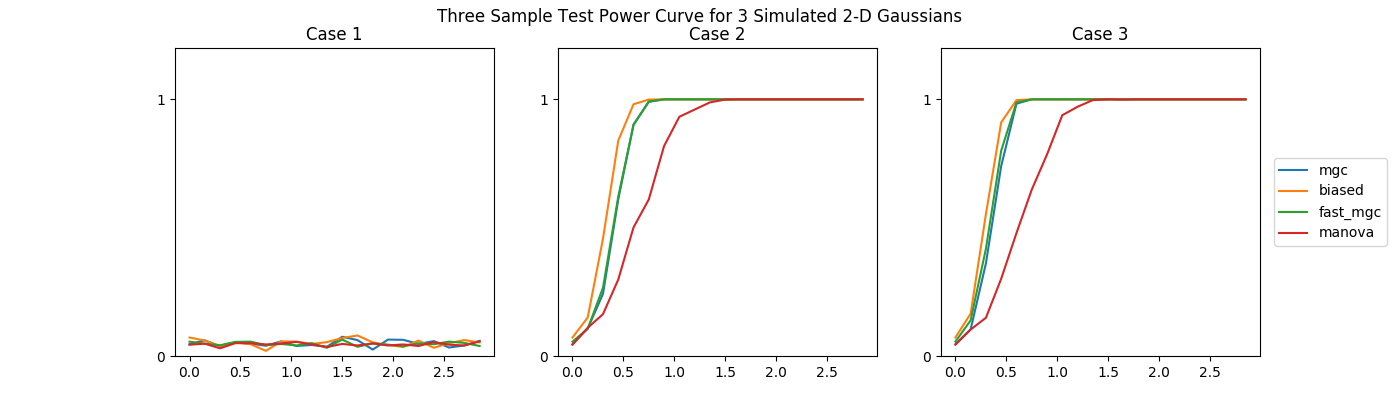 Three Sample Test Power Curve for 3 Simulated 2-D Gaussians
Case 1
1
0
0.0 0.5 1.0 1.5 2.0 2.5
Case 2
1
0
0.0 0.5 1.0 1.5 2.0 2.5
Case 3
1
0
0.0 0.5 1.0 1.5 2.0 2.5
mgc
biased
fast_mgc
manova